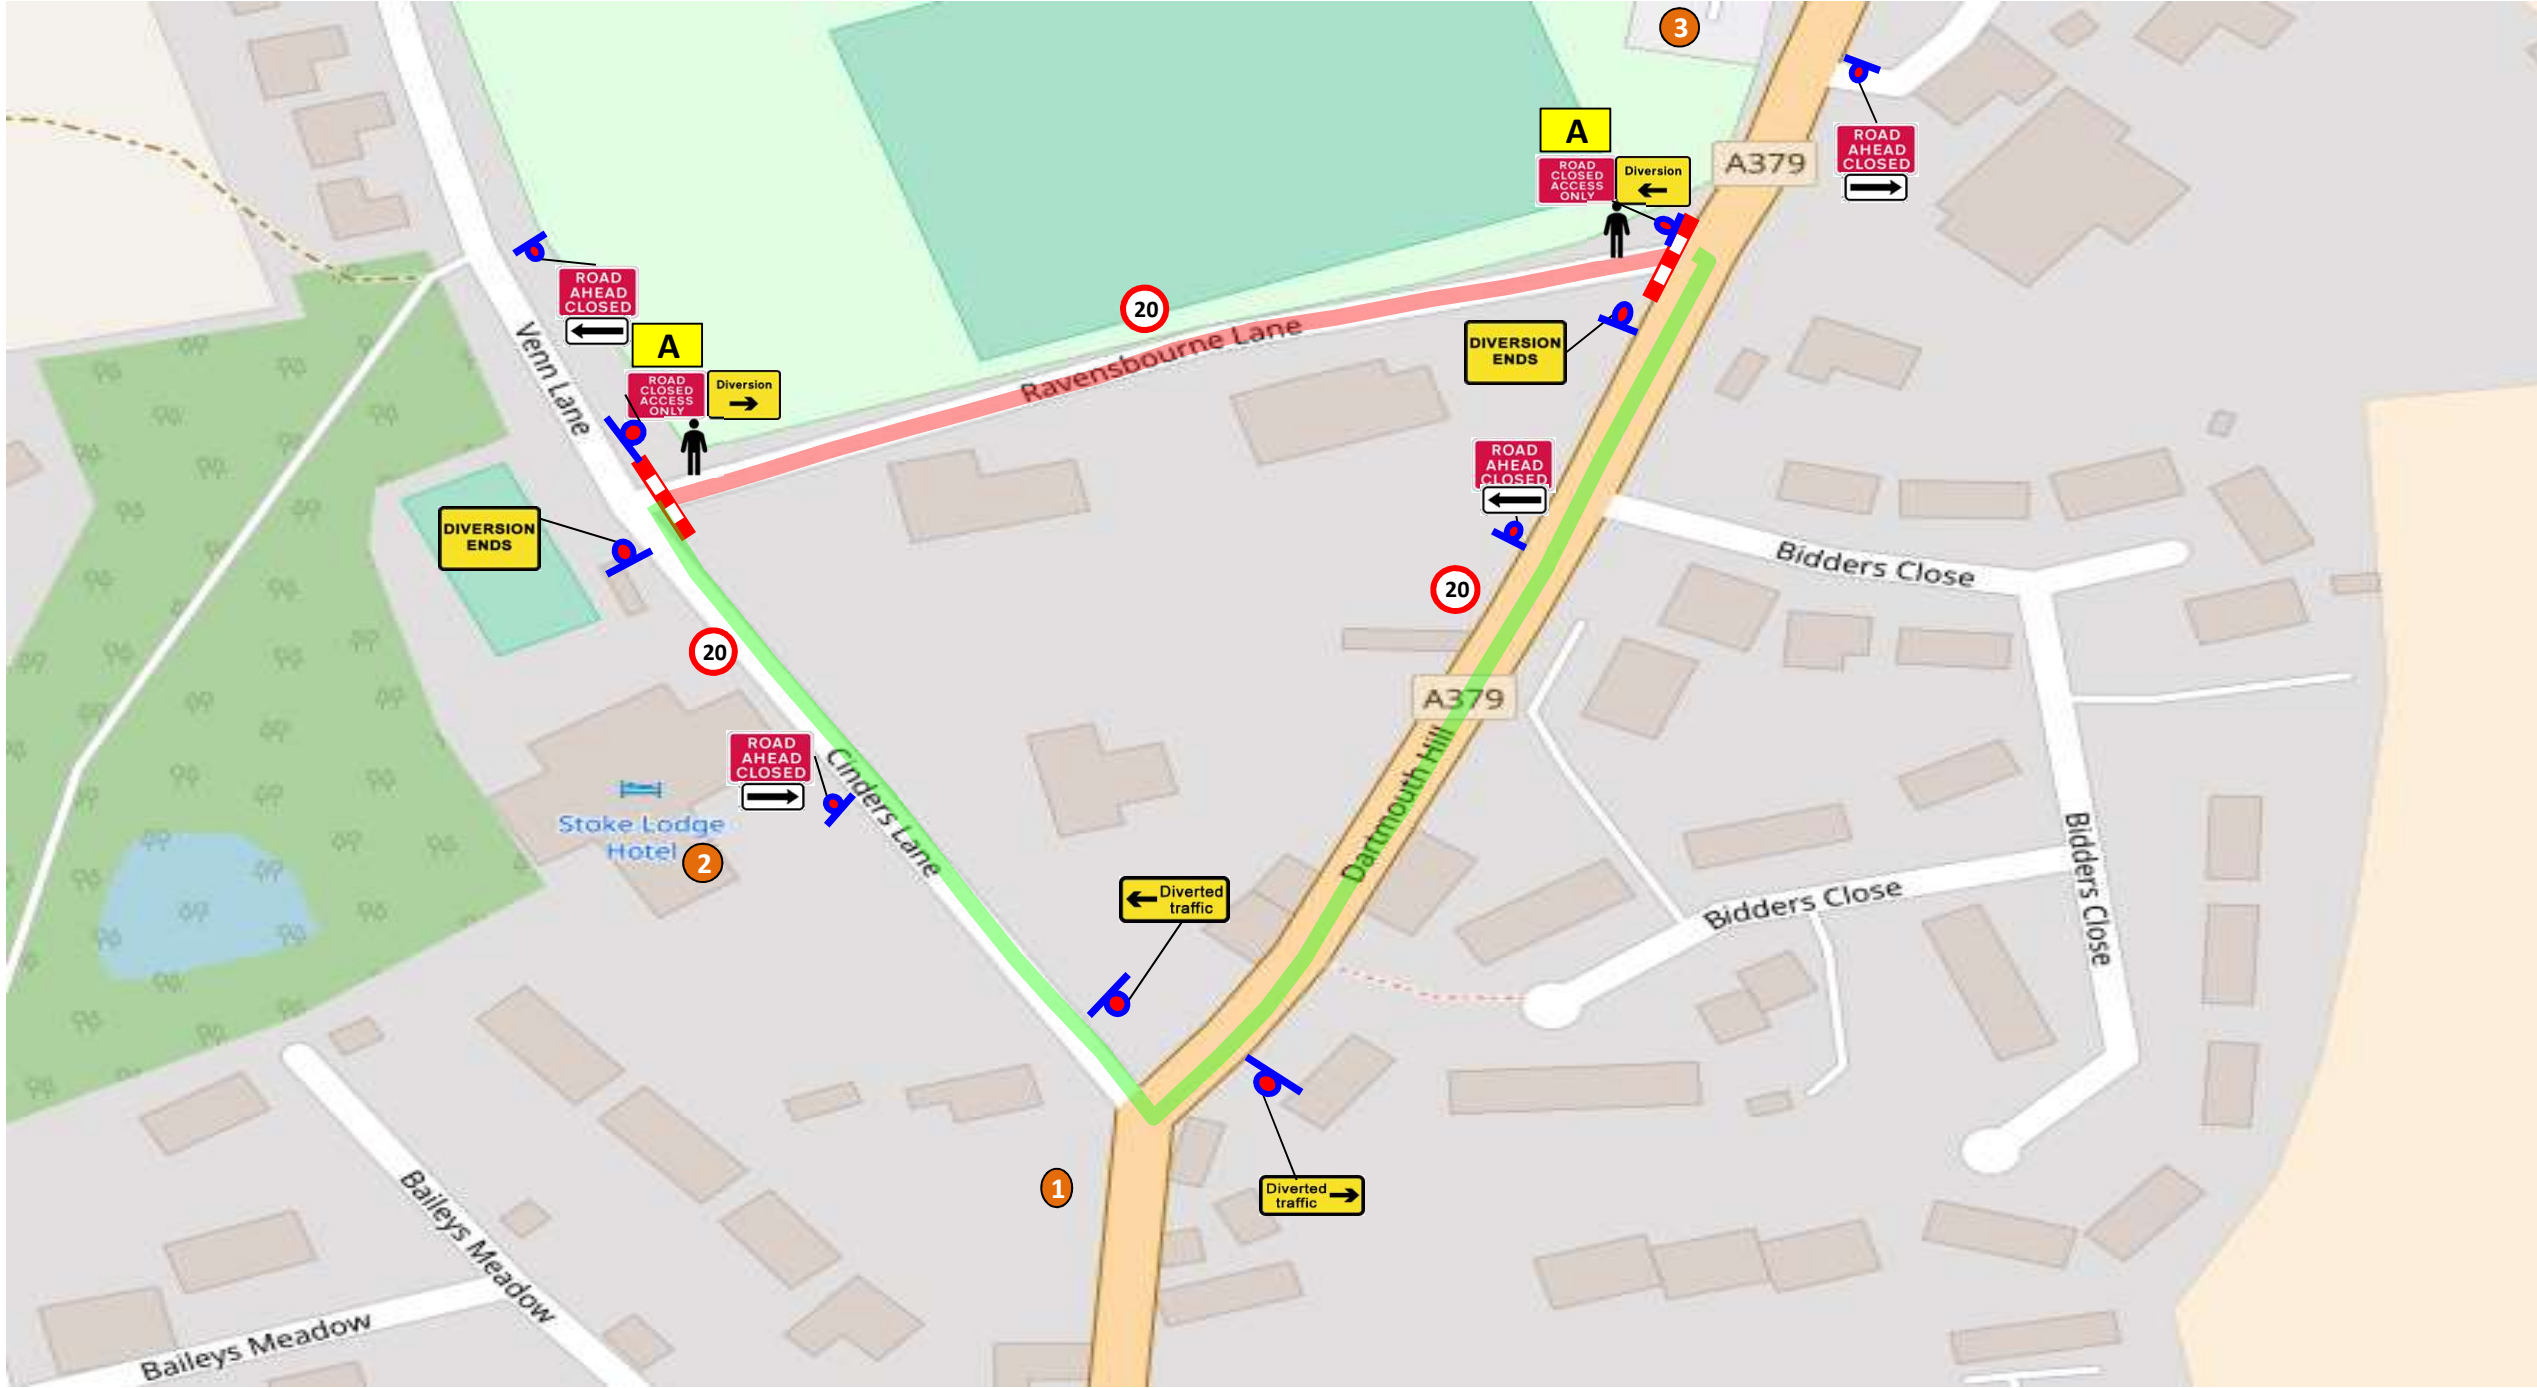 3
A379
ROAD
AHEAD
CLOSED
A
ROAD
CLOSED
ACCESS
ONLY
Diversion
ROAD
AHEAD
CLOSED
20
Ravensbourne Lane
Venn Lane
A
ROAD
CLOSED
ACCESS
ONLY
Diversion
DIVERSION
ENDS
ROAD
AHEAD
CLOSED
DIVERSION
ENDS
20
Bidders Close
20
A379
Dartmouth Hill
ROAD
AHEAD
CLOSED
Cinders Lane
Stoke Lodge
Hotel
2
Diverted
traffic
Bidders Close
Bidders Close
1
Diverted
traffic
Baileys Meadow
Baileys Meadow